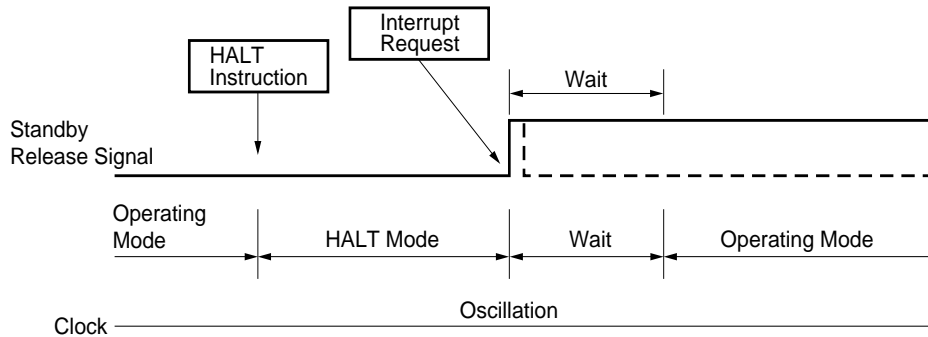 Interrupt
Request
HALT
Instruction
Wait
Standby
Release Signal
Operating
Mode
HALT Mode
Wait
Operating Mode
Oscillation
Clock